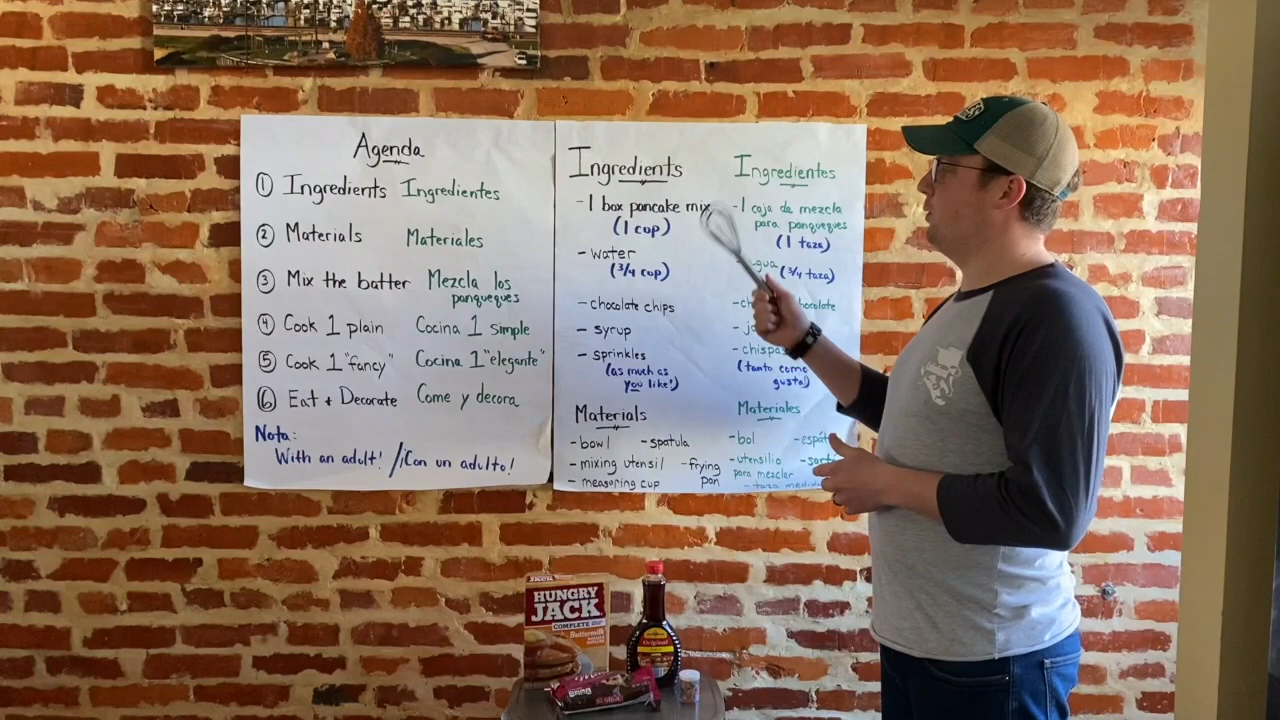 Agenda
① Ingredients Ingredientes
② Materials Materiales
③ Mix the batter Mezcla los
panqueques
④ Cook 1 plain Cocina 1 simple
⑤ Cook 1 "fancy" Cocina 1 "elegante"
⑥ Eat + Decorate Come y decora
Nota:
With an adult! / ¡Con un adulto!
Ingredients
- 1 box pancake mix
(1 cup)
- water
(3/4 cup)
- chocolate chips
- syrup
- sprinkles
(as much as
you like!)
Materials
- bowl - spatula
- mixing utensil - frying
pan
- measuring cup
Ingredientes
- 1 caja de mezcla
para panqueques
(1 taza)
(3/4 taza)
- chispas
(tanto como
gusta)
Materiales
- bol
- utensilio
para mezclar
- taza
HUNGRY
JACK
COMPLETE
Buttermilk
Original